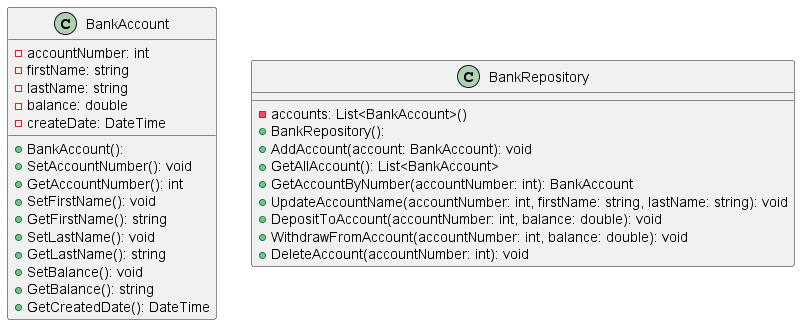 C BankAccount
accountNumber: int
firstName: string
lastName: string
balance: double
createDate: DateTime
BankAccount():
SetAccountNumber(): void
GetAccountNumber(): int
SetFirstName(): void
GetFirstName(): string
SetLastName(): void
GetLastName(): string
SetBalance(): void
GetBalance(): string
GetCreatedDate(): DateTime
C BankRepository
accounts: List<BankAccount>()
BankRepository():
AddAccount(account: BankAccount): void
GetAllAccount(): List<BankAccount>
GetAccountByNumber(accountNumber: int): BankAccount
UpdateAccountName(accountNumber: int, firstName: string, lastName: string): void
DepositToAccount(accountNumber: int, balance: double): void
WithdrawFromAccount(accountNumber: int, balance: double): void
DeleteAccount(accountNumber: int): void